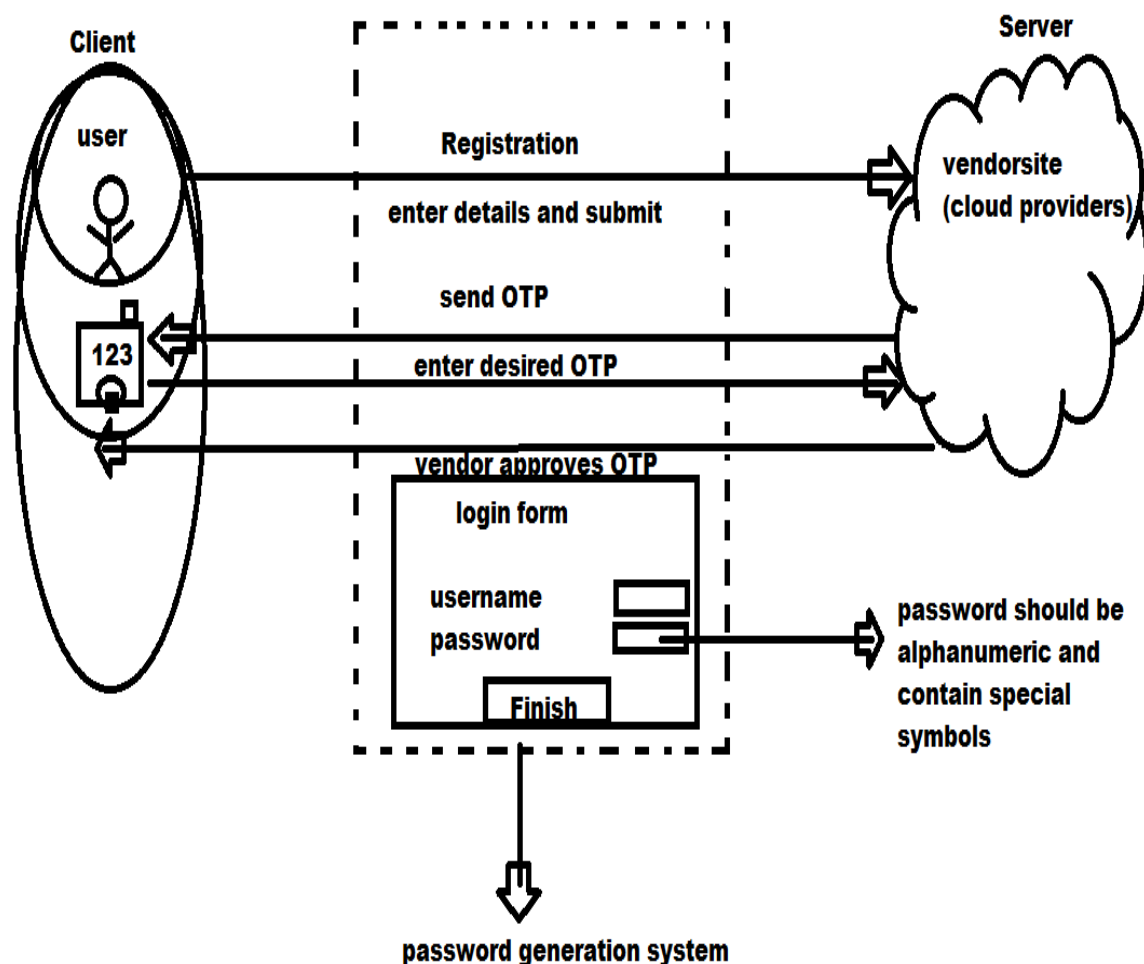 Client
Server
user
Registration
vendorsite
(cloud providers)
enter details and submit
send OTP
123
enter desired OTP
vendor approves OTP
login form
username
password
Finish
password should be
alphanumeric and
contain special
symbols
password generation system